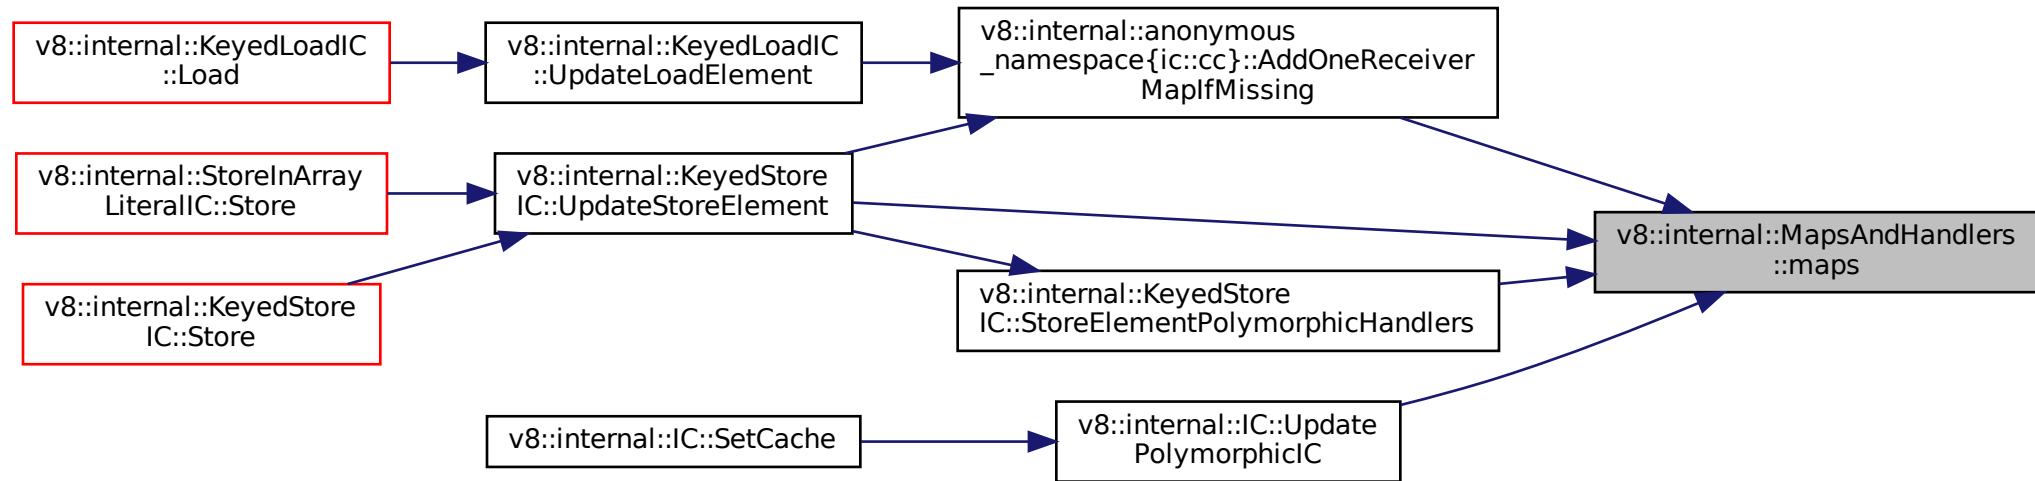 v8::internal::KeyedLoadIC
::Load
v8::internal::KeyedLoadIC
::UpdateLoadElement
v8::internal::anonymous
_namespace{ic::cc}::AddOneReceiver
MapIfMissing
v8::internal::StoreInArray
LiteralIC::Store
v8::internal::KeyedStore
IC::UpdateStoreElement
v8::internal::MapsAndHandlers
::maps
v8::internal::KeyedStore
IC::Store
v8::internal::KeyedStore
IC::StoreElementPolymorphicHandlers
v8::internal::IC::SetCache
v8::internal::IC::Update
PolymorphicIC